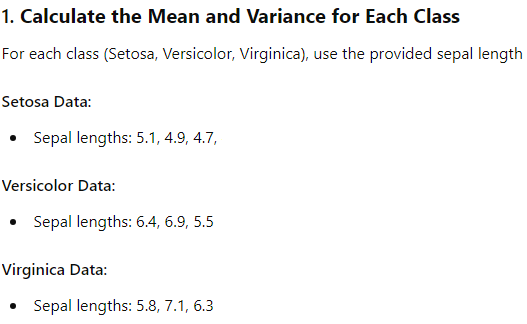 1. Calculate the Mean and Variance for Each Class
For each class (Setosa, Versicolor, Virginica), use the provided sepal length
Setosa Data:
• Sepal lengths: 5.1, 4.9, 4.7,
Versicolor Data:
• Sepal lengths: 6.4, 6.9, 5.5
Virginica Data:
• Sepal lengths: 5.8, 7.1, 6.3